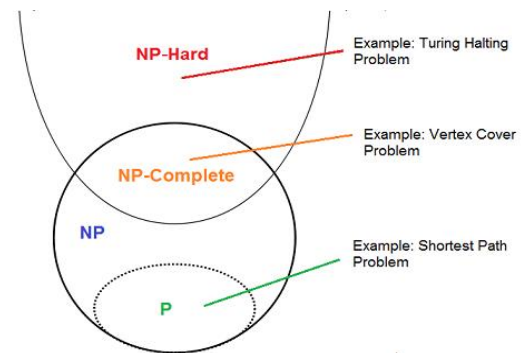 NP-Hard
Example: Turing Halting
Problem
Example: Vertex Cover
Problem
NP-Complete
NP
Example: Shortest Path
Problem
P